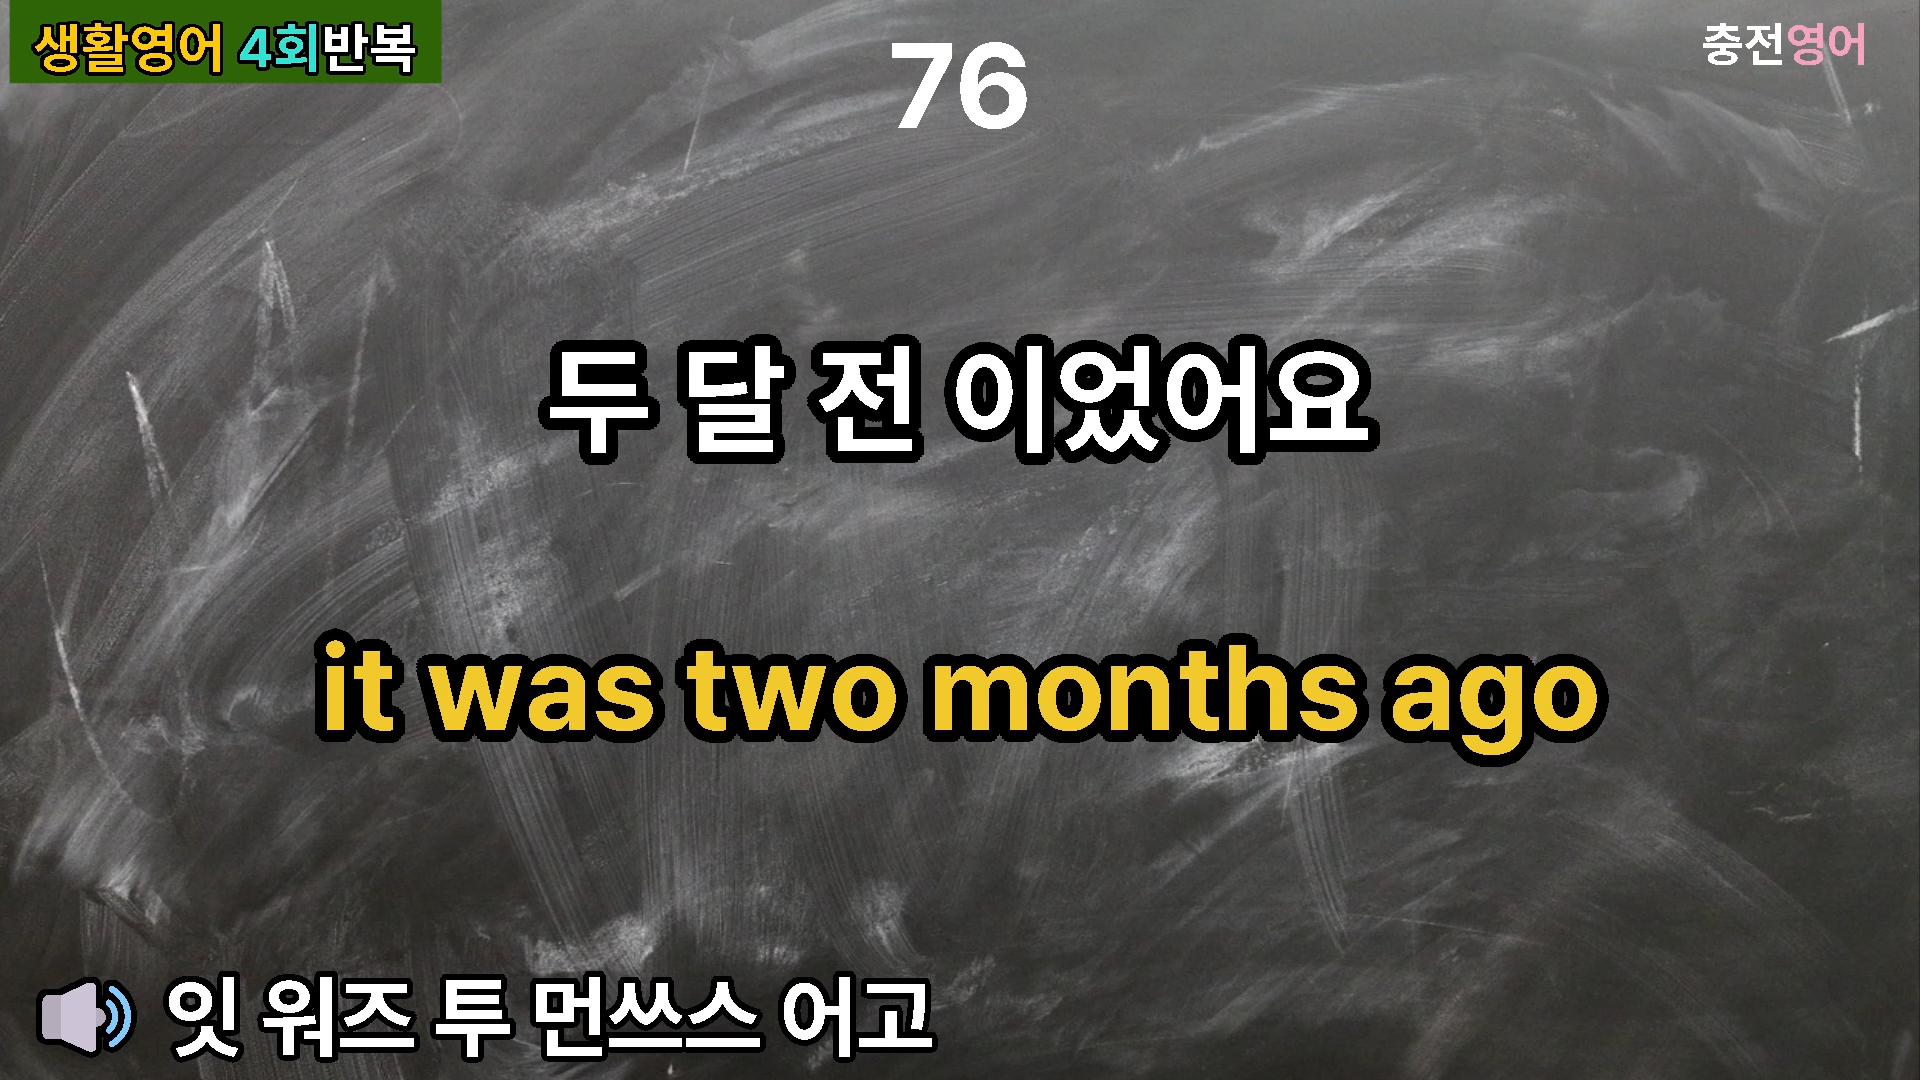 생활영어 4회반복
76
충전영어
두 달 전 이었어요
it was two months ago
잇 워즈 투 먼쓰스 어고